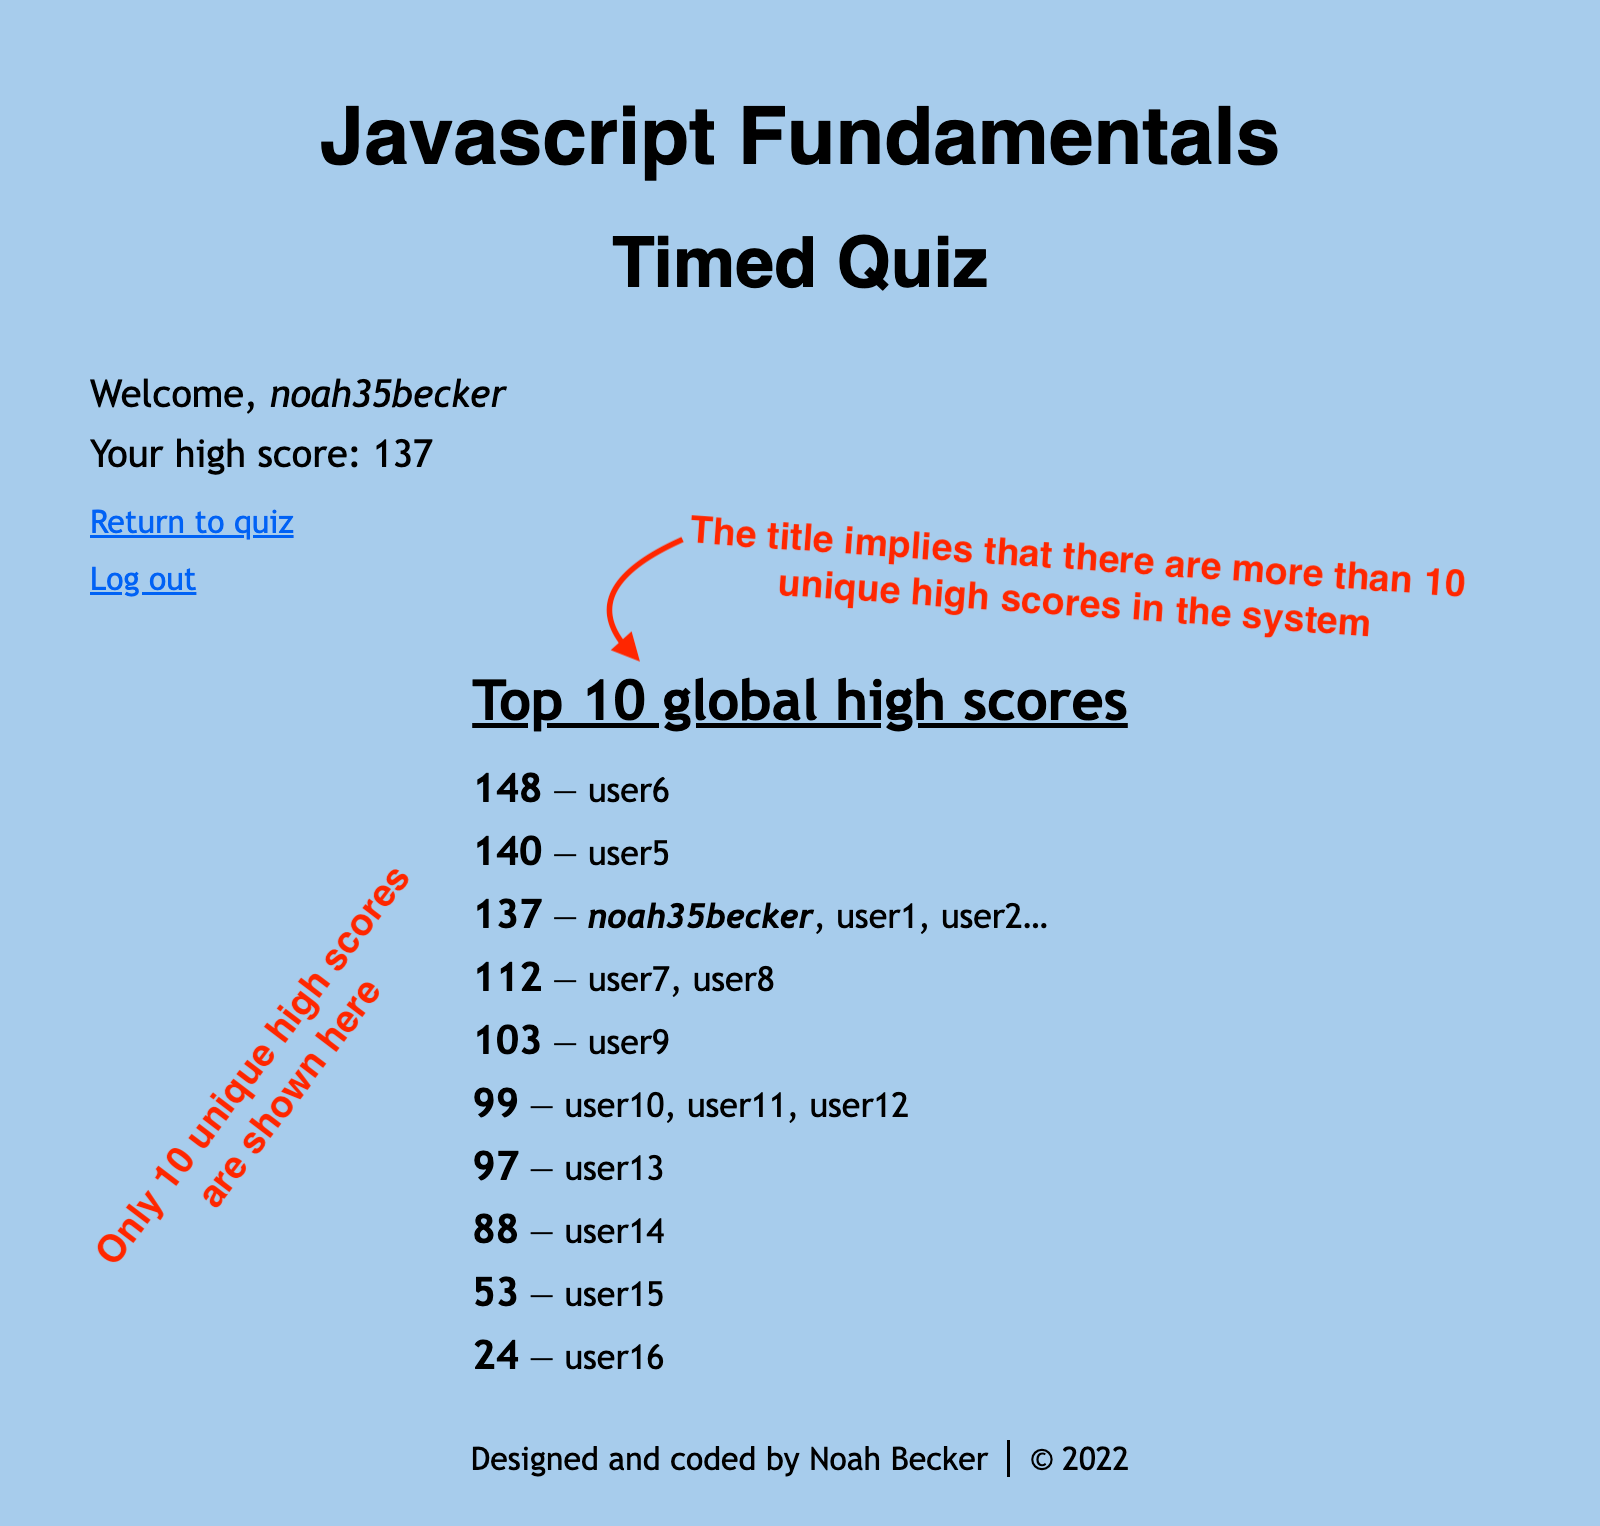 Javascript Fundamentals
Timed Quiz
Welcome, noah35becker
Your high score: 137
Return to quiz
Log out
The title implies that there are more than 10
unique high scores in the system
Top 10 global high scores
148 — user6
140 — user5
137 — noah35becker, user1, user2…
112 — user7, user8
103 — user9
99 — user10, user11, user12
97 — user13
88 — user14
53 — user15
24 — user16
Only 10 unique high scores
are shown here
Designed and coded by Noah Becker | © 2022